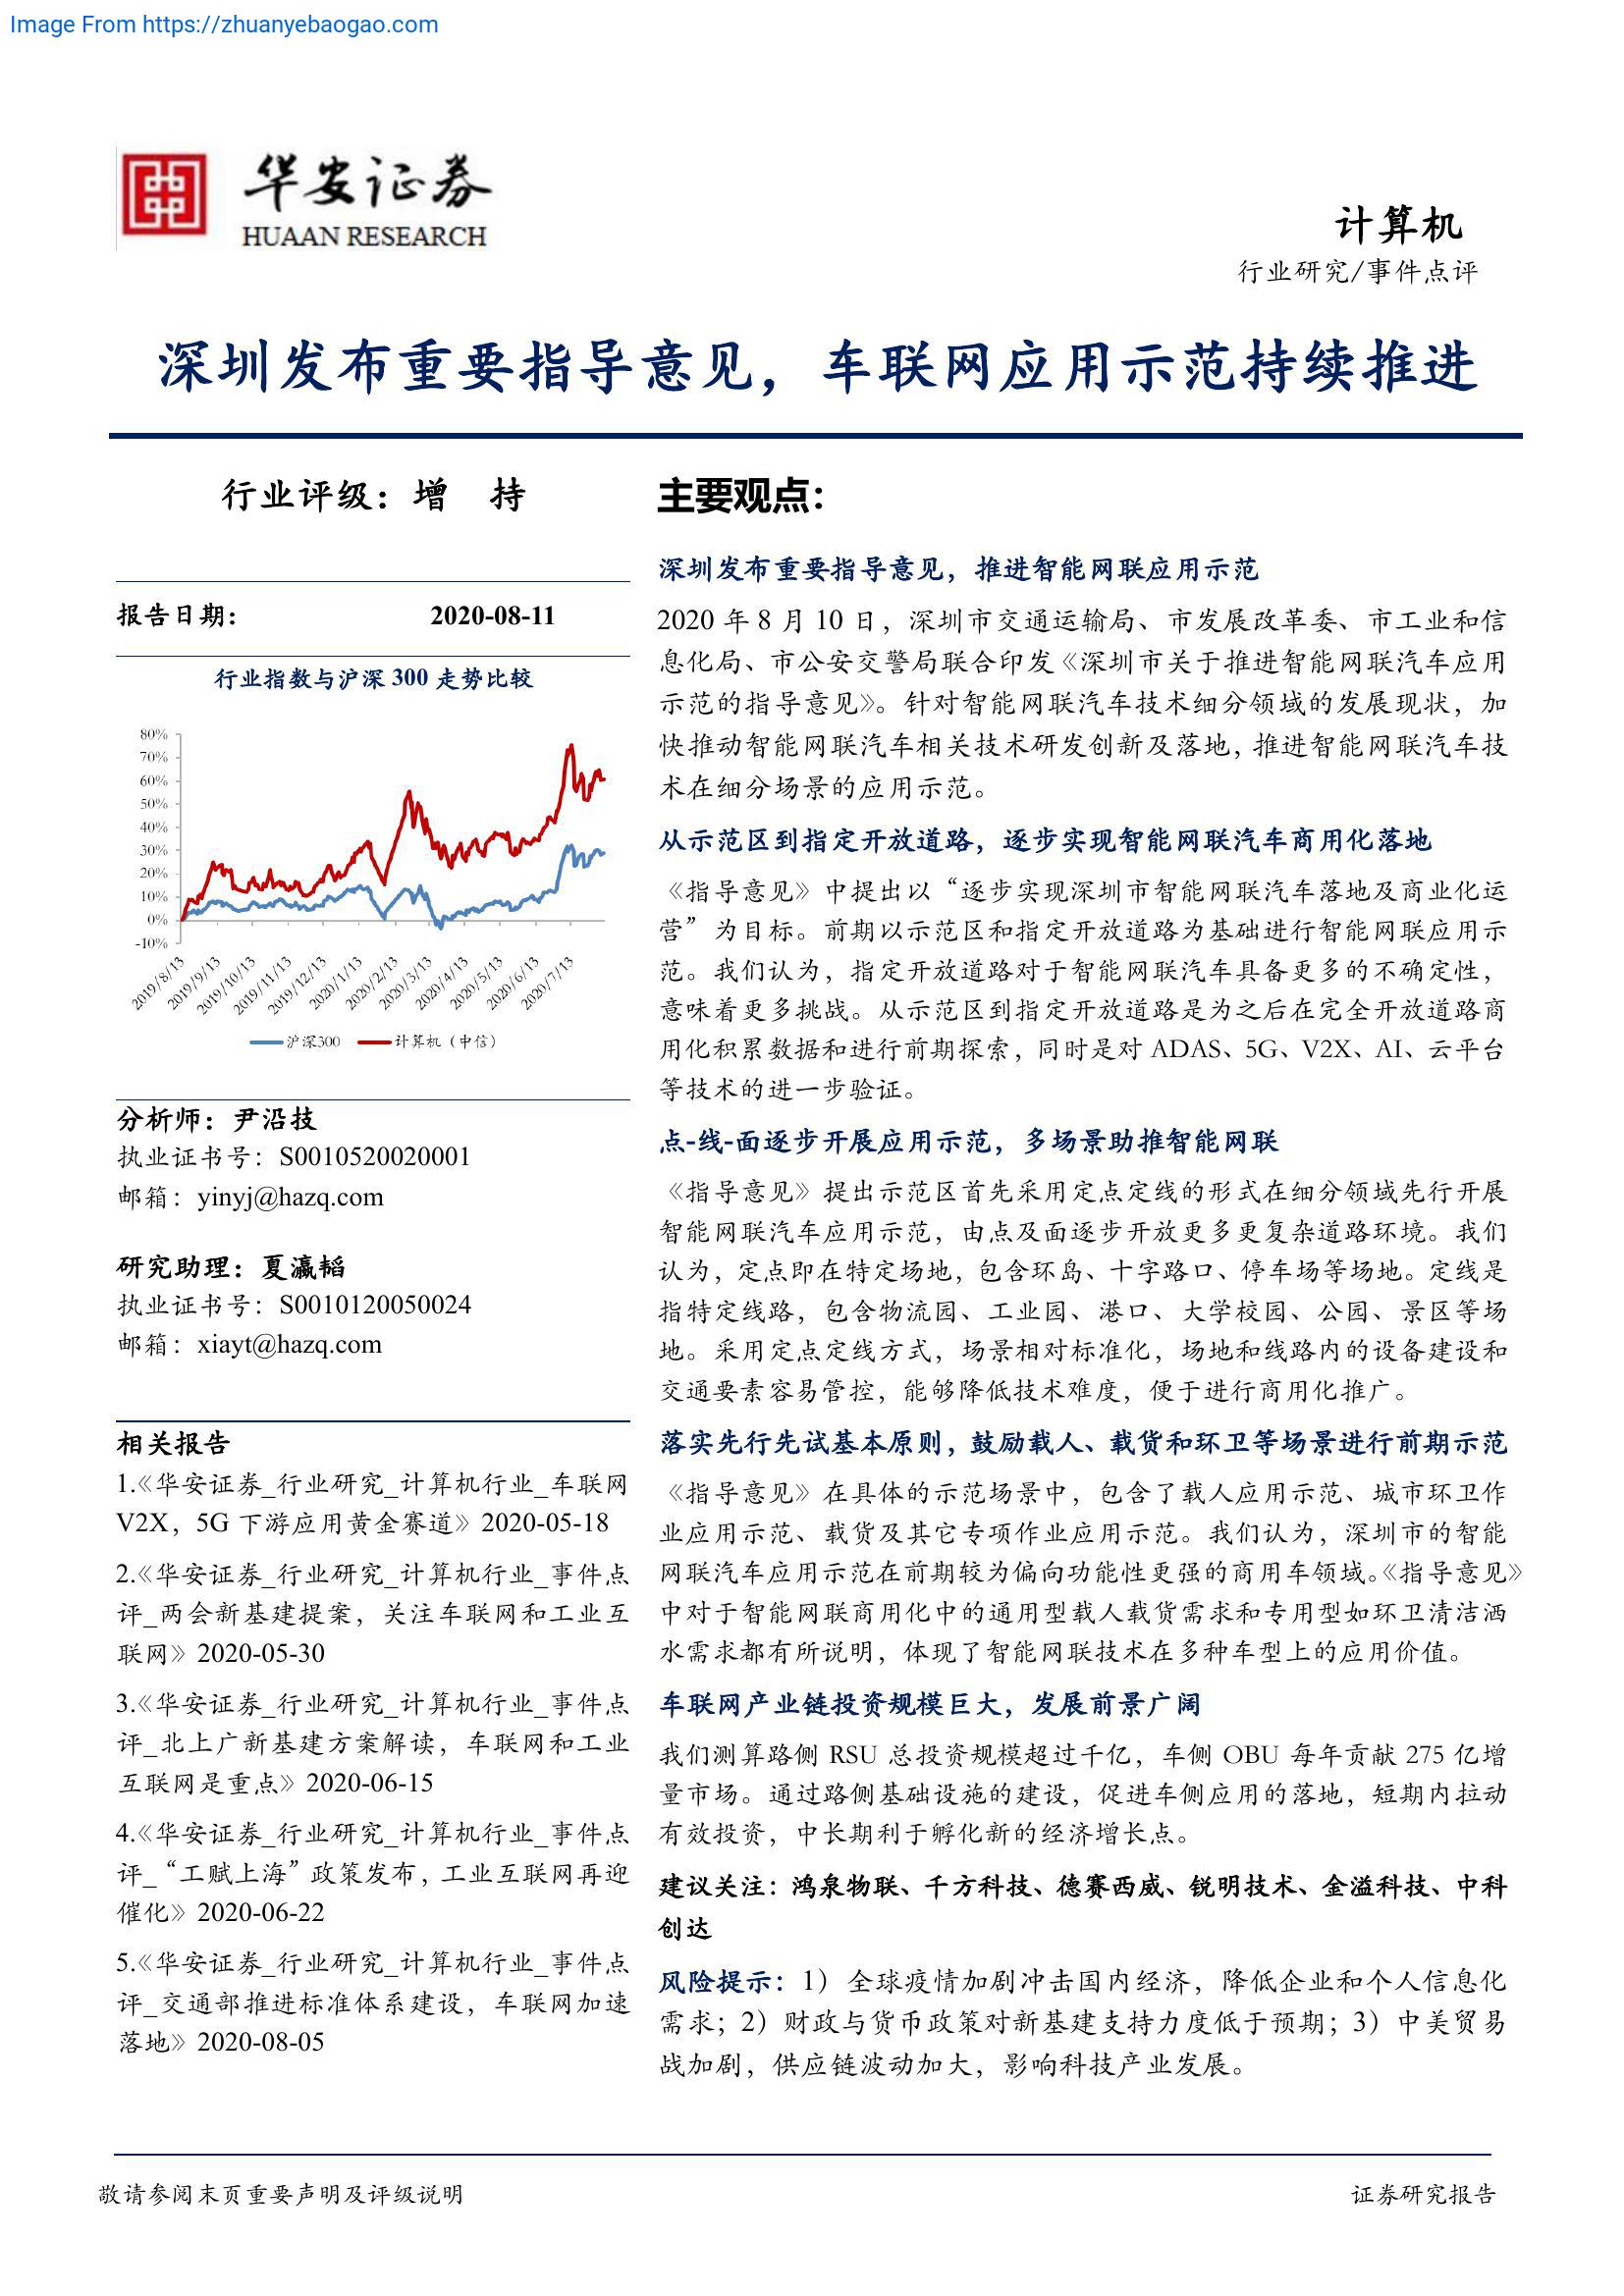 Image From https://zhuanyebaogao.com
华安证券
HUAAN RESEARCH
计算机
行业研究/事件点评
深圳发布重要指导意见，车联网应用示范持续推进
行业评级：增 持
报告日期： 2020-08-11
行业指数与沪深 300 走势比较
80%
70%
60%
50%
40%
30%
20%
10%
0%
-10%
2019/8/13
2019/9/13
2019/10/13
2019/11/13
2019/12/13
2020/1/13
2020/2/13
2020/3/13
2020/4/13
2020/5/13
2020/6/13
2020/7/13
沪深300 计算机（中信）
分析师：尹沿技
执业证书号：S0010520020001
邮箱：yinyj@hazq.com
研究助理：夏瀛韬
执业证书号：S0010120050024
邮箱：xiayt@hazq.com
相关报告
1.《华安证券_行业研究_计算机行业_车联网
V2X，5G 下游应用黄金赛道》2020-05-18
2.《华安证券_行业研究_计算机行业_事件点
评_两会新基建提案，关注车联网和工业互
联网》2020-05-30
3.《华安证券_行业研究_计算机行业_事件点
评_北上广新基建方案解读，车联网和工业
互联网是重点》2020-06-15
4.《华安证券_行业研究_计算机行业_事件点
评_“工赋上海”政策发布，工业互联网再迎
催化》2020-06-22
5.《华安证券_行业研究_计算机行业_事件点
评_交通部推进标准体系建设，车联网加速
落地》2020-08-05
主要观点：
深圳发布重要指导意见，推进智能网联应用示范
2020 年 8 月 10 日，深圳市交通运输局、市发展改革委、市工业和信
息化局、市公安交警局联合印发《深圳市关于推进智能网联汽车应用
示范的指导意见》。针对智能网联汽车技术细分领域的发展现状，加
快推动智能网联汽车相关技术研发创新及落地，推进智能网联汽车技
术在细分场景的应用示范。
从示范区到指定开放道路，逐步实现智能网联汽车商用化落地
《指导意见》中提出以“逐步实现深圳市智能网联汽车落地及商业化运
营”为目标。前期以示范区和指定开放道路为基础进行智能网联应用示
范。我们认为，指定开放道路对于智能网联汽车具备更多的不确定性，
意味着更多挑战。从示范区到指定开放道路是为之后在完全开放道路商
用化积累数据和进行前期探索，同时是对 ADAS、5G、V2X、AI、云平台
等技术的进一步验证。
点-线-面逐步开展应用示范，多场景助推智能网联
《指导意见》提出示范区首先采用定点定线的形式在细分领域先行开展
智能网联汽车应用示范，由点及面逐步开放更多更复杂道路环境。我们
认为，定点即在特定场地，包含环岛、十字路口、停车场等场地。定线是
指特定线路，包含物流园、工业园、港口、大学校园、公园、景区等场
地。采用定点定线方式，场景相对标准化，场地和线路内的设备建设和
交通要素容易管控，能够降低技术难度，便于进行商用化推广。
落实先行先试基本原则，鼓励载人、载货和环卫等场景进行前期示范
《指导意见》在具体的示范场景中，包含了载人应用示范、城市环卫作
业应用示范、载货及其它专项作业应用示范。我们认为，深圳市的智能
网联汽车应用示范在前期较为偏向功能性更强的商用车领域。《指导意见》
中对于智能网联商用化中的通用型载人载货需求和专用型如环卫清洁洒
水需求都有所说明，体现了智能网联技术在多种车型上的应用价值。
车联网产业链投资规模巨大，发展前景广阔
我们测算路侧 RSU 总投资规模超过千亿，车侧 OBU 每年贡献 275 亿增
量市场。通过路侧基础设施的建设，促进车侧应用的落地，短期内拉动
有效投资，中长期利于孵化新的经济增长点。
建议关注：鸿泉物联、千方科技、德赛西威、锐明技术、金溢科技、中科
创达
风险提示：1）全球疫情加剧冲击国内经济，降低企业和个人信息化
需求；2）财政与货币政策对新基建支持力度低于预期；3）中美贸易
战加剧，供应链波动加大，影响科技产业发展。
敬请参阅末页重要声明及评级说明 证券研究报告